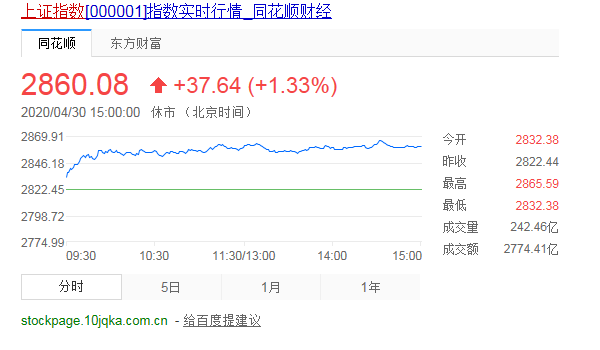 上证指数[000001]指数实时行情_同花顺财经
同花顺 东方财富
2860.08 +37.64 (+1.33%)
2020/04/30 15:00:00 休市 （北京时间）
2869.91
2846.18
2822.45
2798.72
2774.99
09:30 10:30 11:30/13:00 14:00 15:00
今开 2832.38
昨收 2822.44
最高 2865.59
最低 2832.38
成交量 242.46亿
成交额 2774.41亿
分时 5日 1月 1年
stockpage.10jqka.com.cn - 给百度提建议